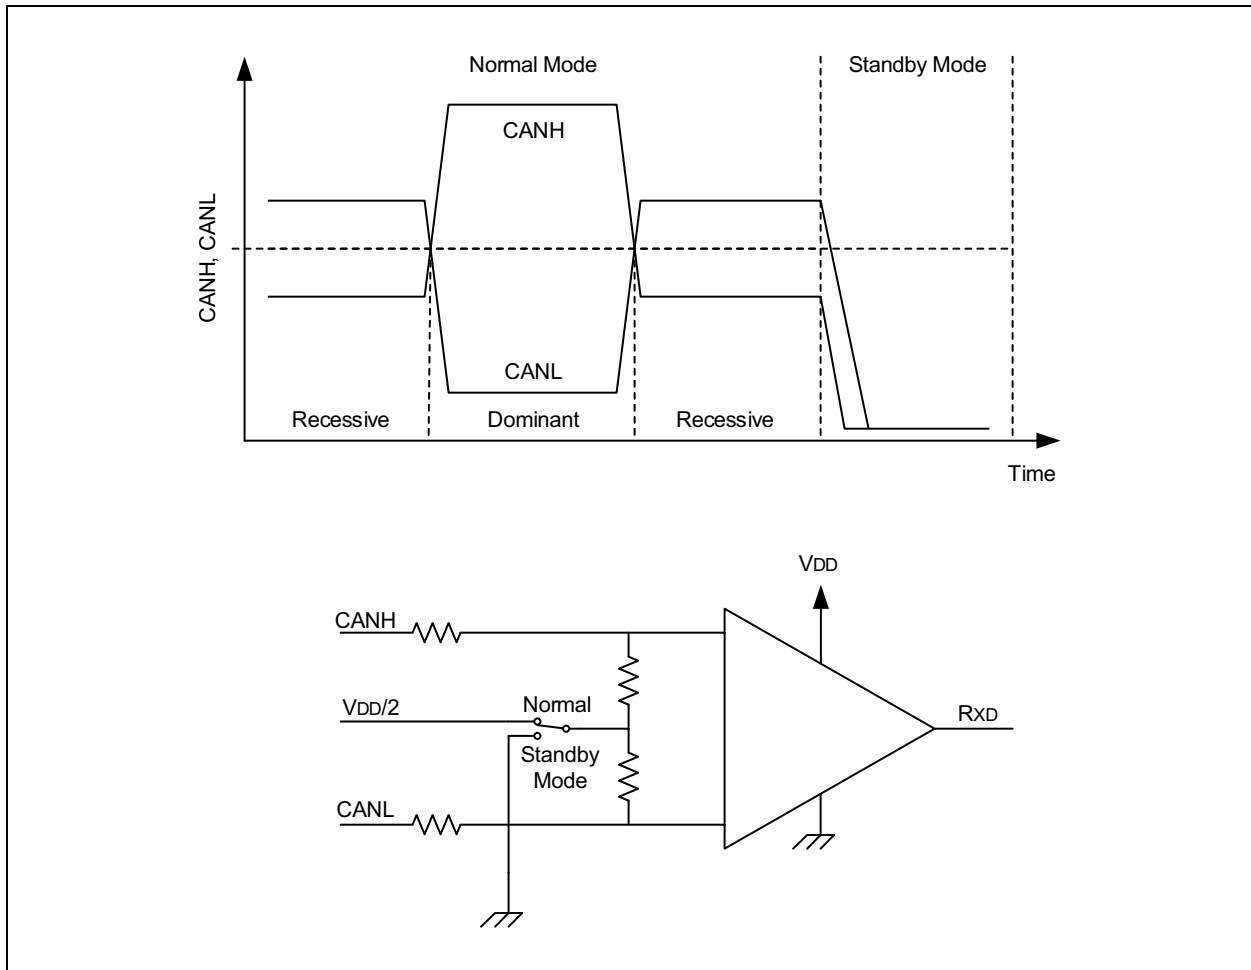 Normal Mode
Standby Mode
CANH
CANH, CANL
CANL
Recessive
Dominant
Recessive
Time
VDD
CANH
VDD/2
Normal
RXD
Standby
Mode
CANL